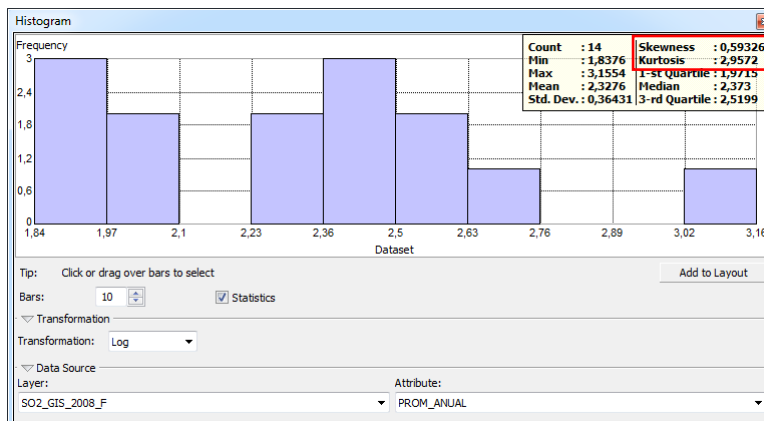 Histogram
Frequency
3
2,4
1,8
1,2
0,6
0
1,84 1,97 2,1 2,23 2,36 2,5 2,63 2,76 2,89 3,02 3,16
Dataset
Count : 14 Skewness : 0,59326
Min : 1,8376 Kurtosis : 2,9572
Max : 3,1554 1-st Quartile : 1,9715
Mean : 2,3276 Median : 2,373
Std. Dev. : 0,36431 3-rd Quartile : 2,5199
Tip: Click or drag over bars to select Add to Layout
Bars: 10 Statistics
Transformation
Transformation: Log
Data Source
Layer: Attribute:
SO2_GIS_2008_F PROM_ANUAL